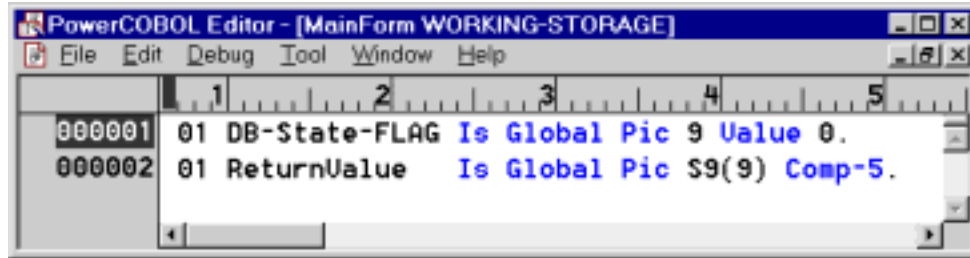 PowerCOBOL Editor - [MainForm WORKING-STORAGE]
File Edit Debug Tool Window Help
1 2 3 4 5
000001 01 DB-State-FLAG Is Global Pic 9 Value 0.
000002 01 ReturnValue Is Global Pic S9(9) Comp-5.